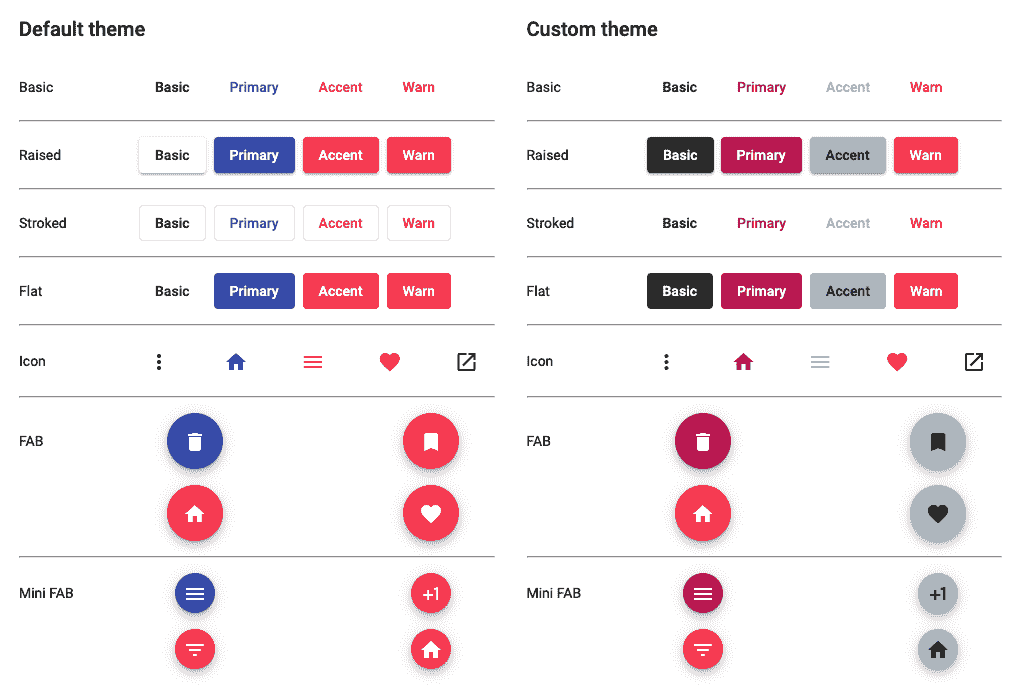 Default theme
Basic Basic Primary Accent Warn
Raised Basic Primary Accent Warn
Stroked Basic Primary Accent Warn
Flat Basic Primary Accent Warn
Icon
FAB
Mini FAB +1
Custom theme
Basic Basic Primary Accent Warn
Raised Basic Primary Accent Warn
Stroked Basic Primary Accent Warn
Flat Basic Primary Accent Warn
Icon
FAB
Mini FAB +1